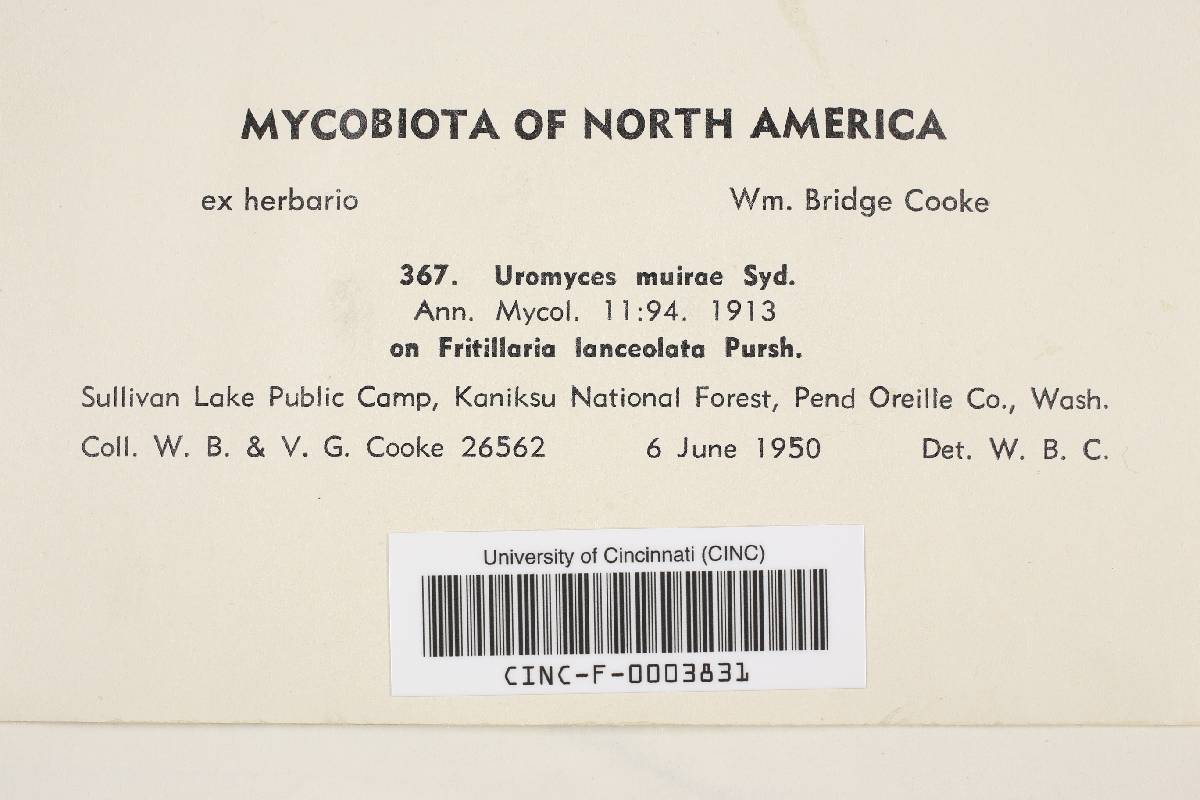 MYCOBIOTA OF NORTH AMERICA
ex herbario Wm. Bridge Cooke
367. Uromyces muirae Syd.
Ann. Mycol. 11:94. 1913
on Fritillaria lanceolata Pursh.
Sullivan Lake Public Camp, Kaniksu National Forest, Pend Oreille Co., Wash.
Coll. W. B. & V. G. Cooke 26562 6 June 1950 Det. W. B. C.
University of Cincinnati (CINC)
CINC-F-0003831